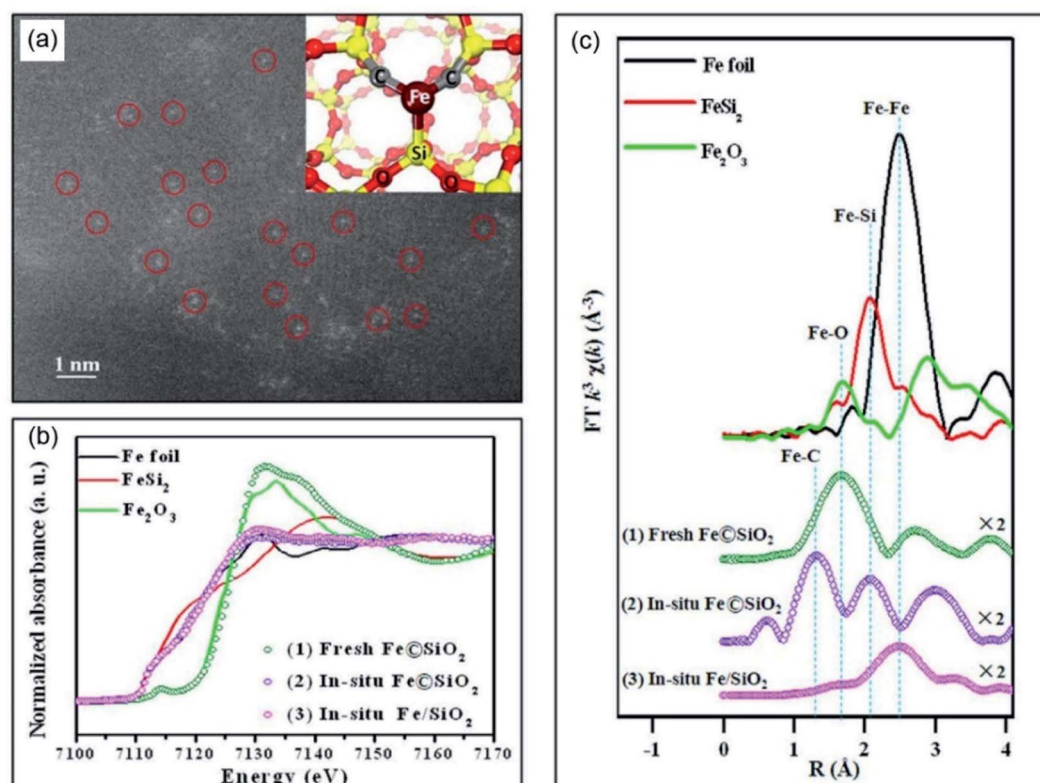 (a)
C
C
Fe
Si
O
O
1 nm
(b)
Fe foil
FeSi₂
Fe₂O₃
(1) Fresh Fe©SiO₂
(2) In-situ Fe©SiO₂
(3) In-situ Fe/SiO₂
Normalized absorbance (a. u.)
7100 7110 7120 7130 7140 7150 7160 7170
Energy (eV)
(c)
Fe foil
FeSi₂
Fe₂O₃
Fe-Fe
Fe-Si
Fe-O
Fe-C
(1) Fresh Fe©SiO₂ ×2
(2) In-situ Fe©SiO₂ ×2
(3) In-situ Fe/SiO₂ ×2
FT k³ χ(k) (Å⁻³)
-1 0 1 2 3 4
R (Å)